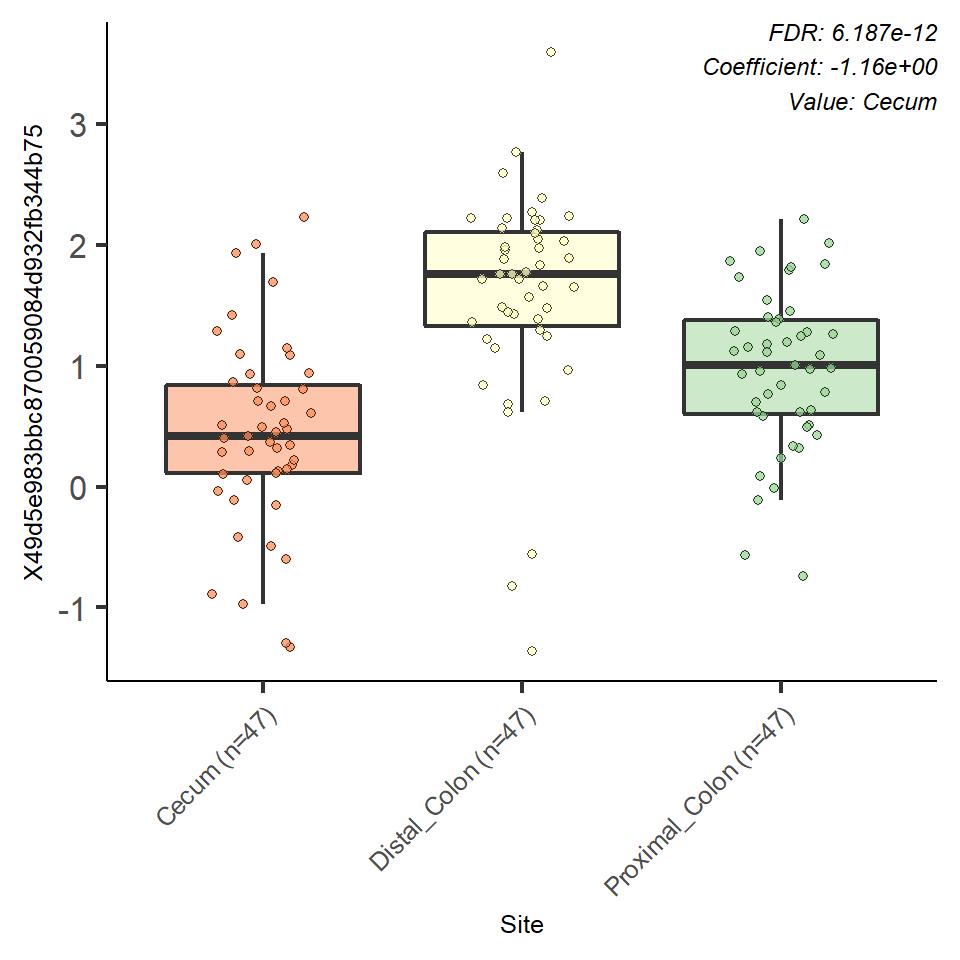 FDR: 6.187e-12
Coefficient: -1.16e+00
Value: Cecum
X49d5e983bbc870059084d932fb344b75
3
2
1
0
-1
Cecum (n=47)
Distal_Colon (n=47)
Proximal_Colon (n=47)
Site